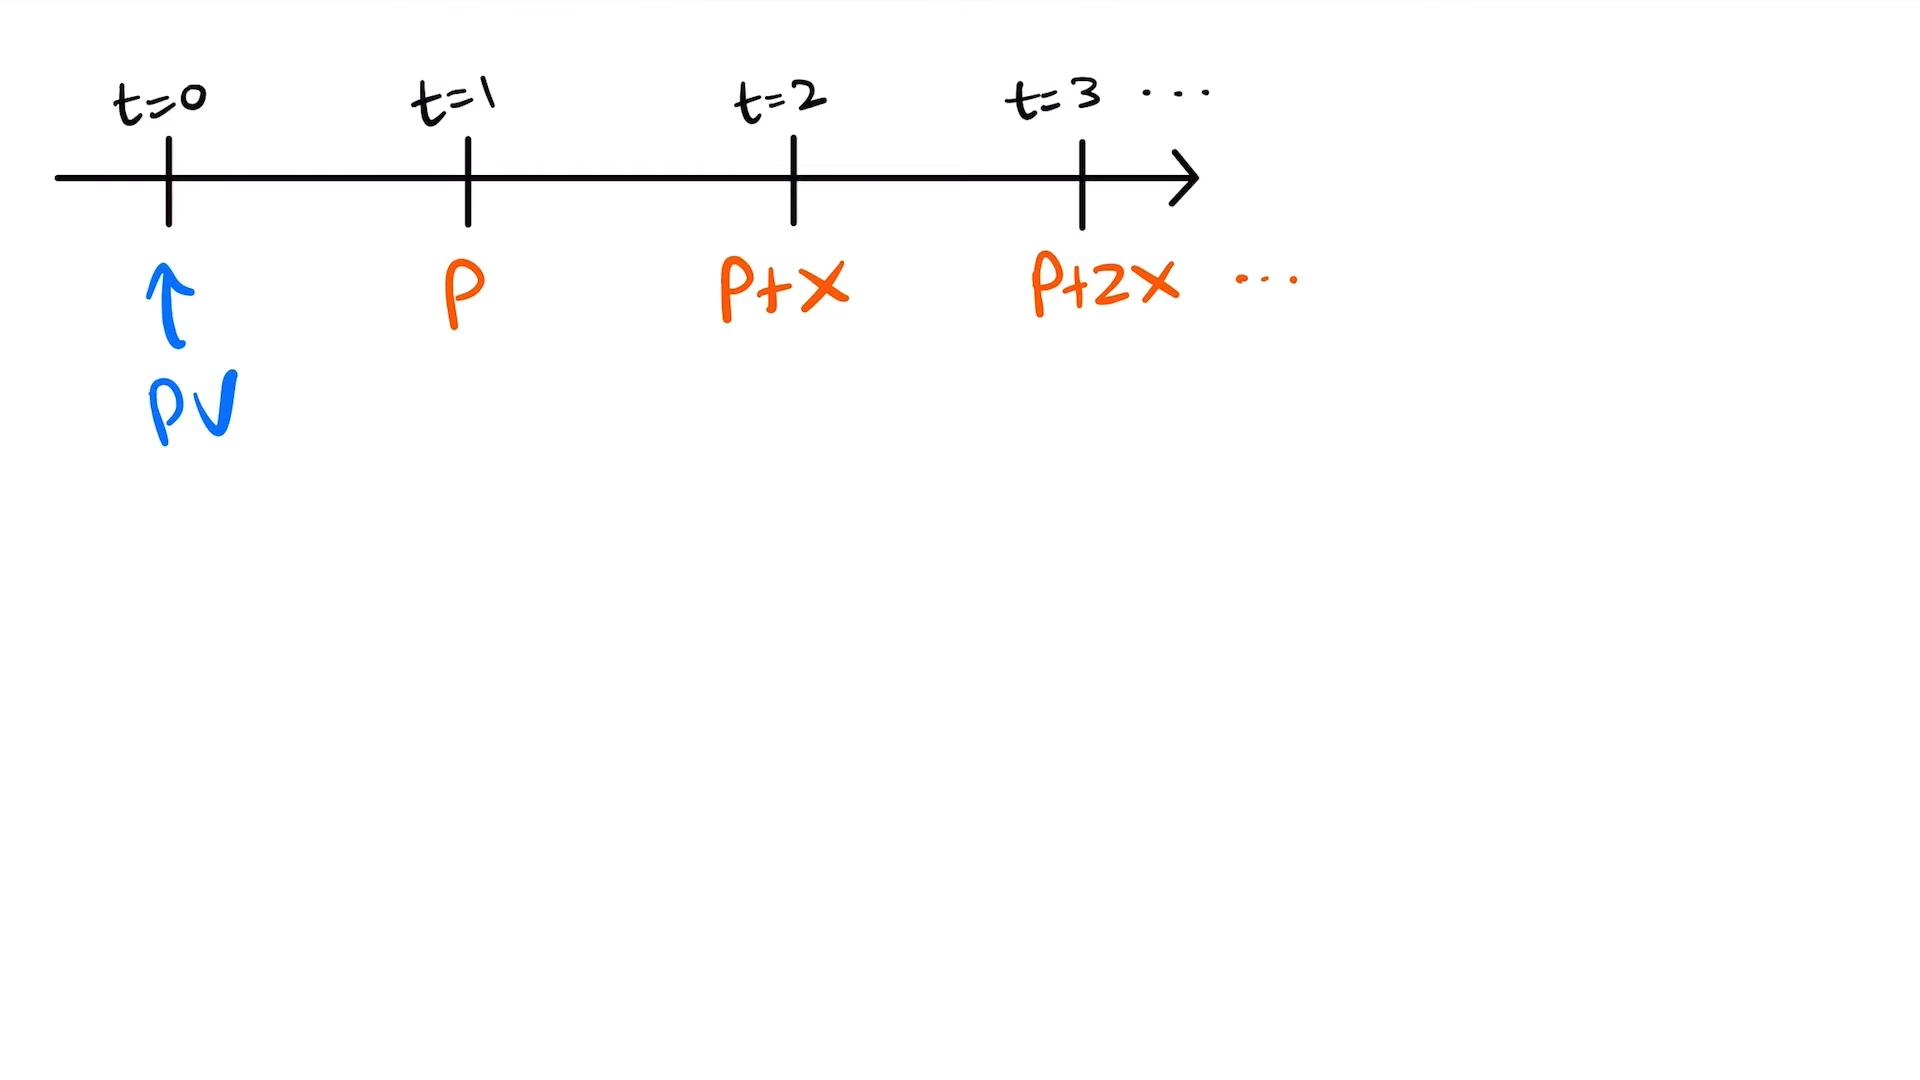 t=0 t=1 t=2 t=3 ...
P P+X P+2X ...
PV